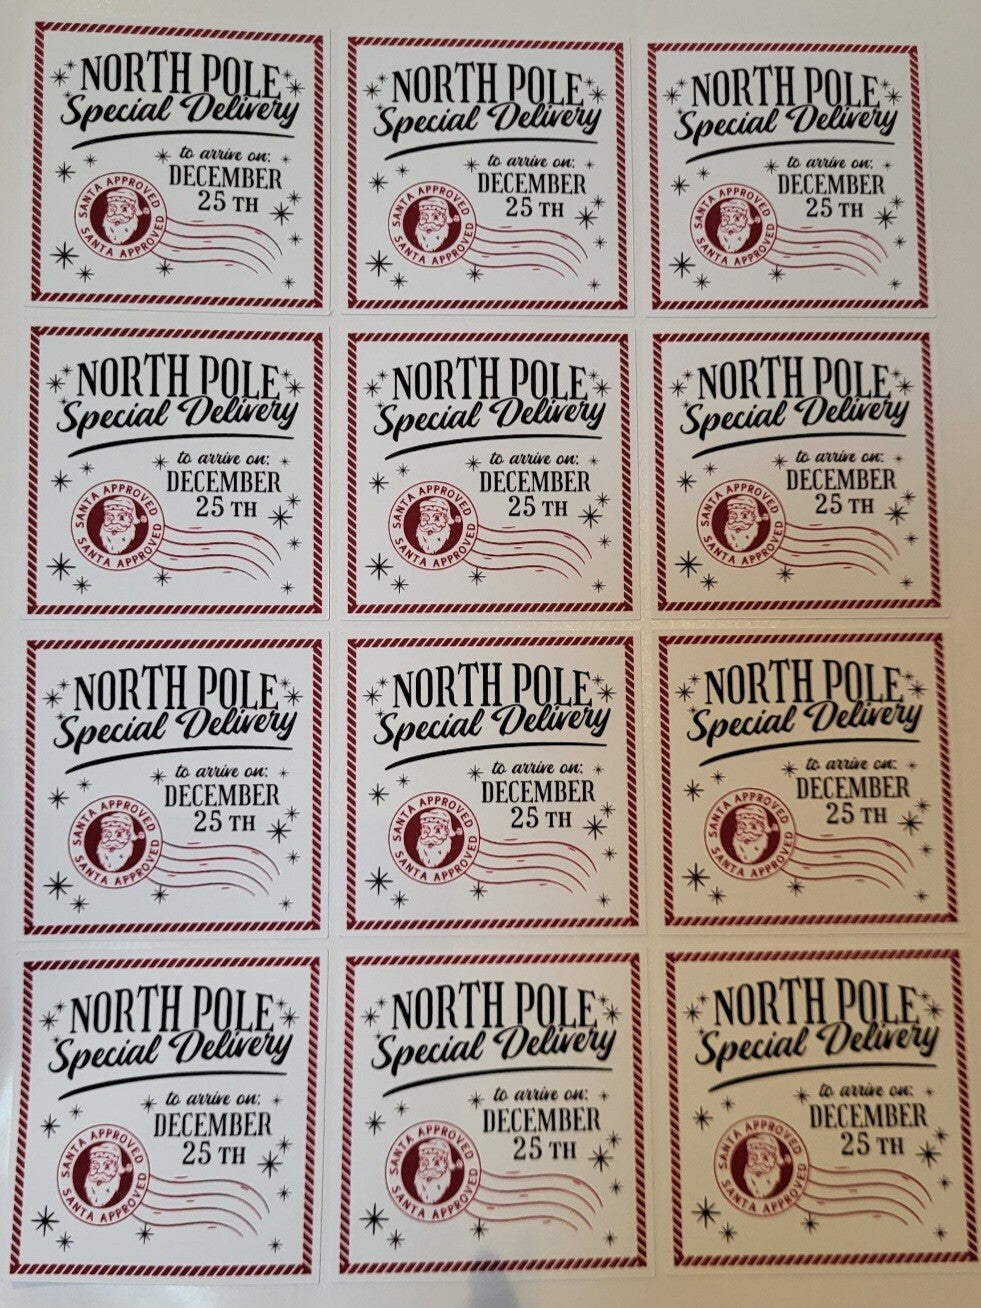 NORTH POLE
Special Delivery
to arrive on:
DECEMBER
25 TH
SANTA APPROVED
SANTA APPROVED
NORTH POLE
Special Delivery
to arrive on:
DECEMBER
25 TH
SANTA APPROVED
SANTA APPROVED
NORTH POLE
Special Delivery
to arrive on:
DECEMBER
25 TH
SANTA APPROVED
SANTA APPROVED
NORTH POLE
Special Delivery
to arrive on:
DECEMBER
25 TH
SANTA APPROVED
SANTA APPROVED
NORTH POLE
Special Delivery
to arrive on:
DECEMBER
25 TH
SANTA APPROVED
SANTA APPROVED
NORTH POLE
Special Delivery
to arrive on:
DECEMBER
25 TH
SANTA APPROVED
SANTA APPROVED
NORTH POLE
Special Delivery
to arrive on:
DECEMBER
25 TH
SANTA APPROVED
SANTA APPROVED
NORTH POLE
Special Delivery
to arrive on:
DECEMBER
25 TH
SANTA APPROVED
SANTA APPROVED
NORTH POLE
Special Delivery
to arrive on:
DECEMBER
25 TH
SANTA APPROVED
SANTA APPROVED
NORTH POLE
Special Delivery
to arrive on:
DECEMBER
25 TH
SANTA APPROVED
SANTA APPROVED
NORTH POLE
Special Delivery
to arrive on:
DECEMBER
25 TH
SANTA APPROVED
SANTA APPROVED
NORTH POLE
Special Delivery
to arrive on:
DECEMBER
25 TH
SANTA APPROVED
SANTA APPROVED